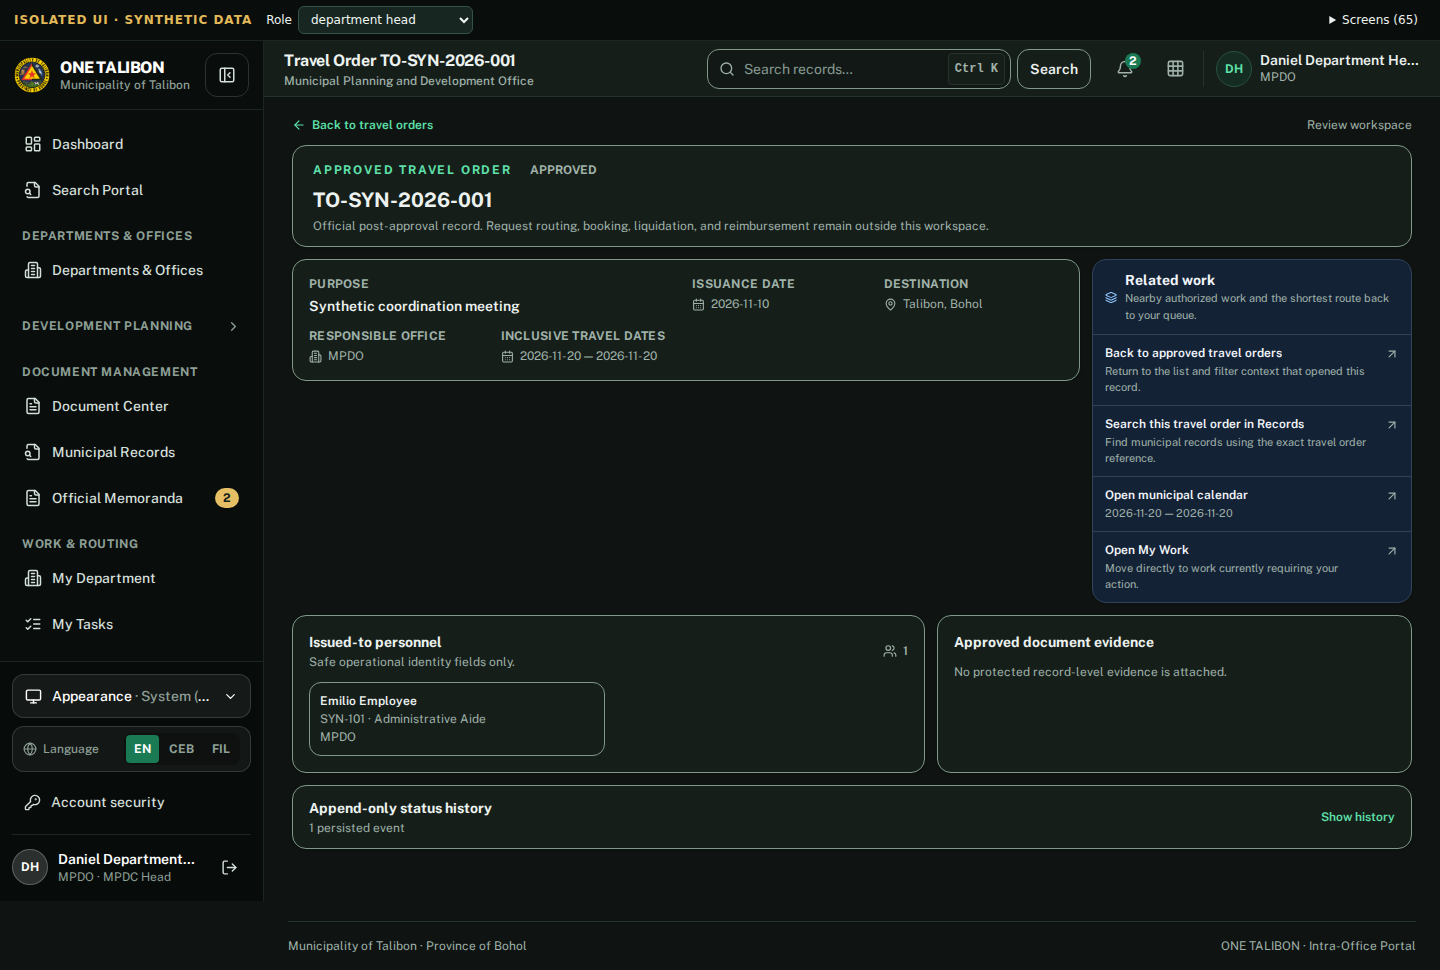 ISOLATED UI · SYNTHETIC DATA
Role
department head
Screens (65)
ONE TALIBON
Municipality of Talibon
Travel Order TO-SYN-2026-001
Municipal Planning and Development Office
Search records...
Ctrl K
Search
2
DH
Daniel Department He...
MPDO
Dashboard
Search Portal
DEPARTMENTS & OFFICES
Departments & Offices
DEVELOPMENT PLANNING
DOCUMENT MANAGEMENT
Document Center
Municipal Records
Official Memoranda
2
WORK & ROUTING
My Department
My Tasks
Appearance · System (...
Language
EN
CEB
FIL
Account security
DH
Daniel Department...
MPDO · MPDC Head
Back to travel orders
Review workspace
APPROVED TRAVEL ORDER
APPROVED
TO-SYN-2026-001
Official post-approval record. Request routing, booking, liquidation, and reimbursement remain outside this workspace.
PURPOSE
Synthetic coordination meeting
ISSUANCE DATE
2026-11-10
DESTINATION
Talibon, Bohol
RESPONSIBLE OFFICE
MPDO
INCLUSIVE TRAVEL DATES
2026-11-20 — 2026-11-20
Related work
Nearby authorized work and the shortest route back
to your queue.
Back to approved travel orders
Return to the list and filter context that opened this
record.
Search this travel order in Records
Find municipal records using the exact travel order
reference.
Open municipal calendar
2026-11-20 — 2026-11-20
Open My Work
Move directly to work currently requiring your
action.
Issued-to personnel
Safe operational identity fields only.
1
Emilio Employee
SYN-101 · Administrative Aide
MPDO
Approved document evidence
No protected record-level evidence is attached.
Append-only status history
1 persisted event
Show history
Municipality of Talibon · Province of Bohol
ONE TALIBON · Intra-Office Portal